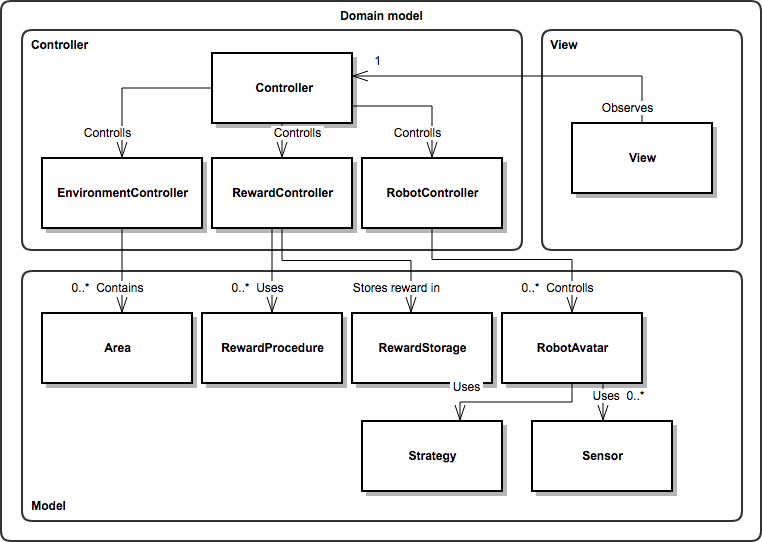 Domain model
Controller
View
1
Controller
Observes
Controlls
Controlls
Controlls
View
EnvironmentController
RewardController
RobotController
0..* Contains
0..* Uses
Stores reward in
0..* Controlls
Area
RewardProcedure
RewardStorage
RobotAvatar
Uses
Uses 0..*
Strategy
Sensor
Model